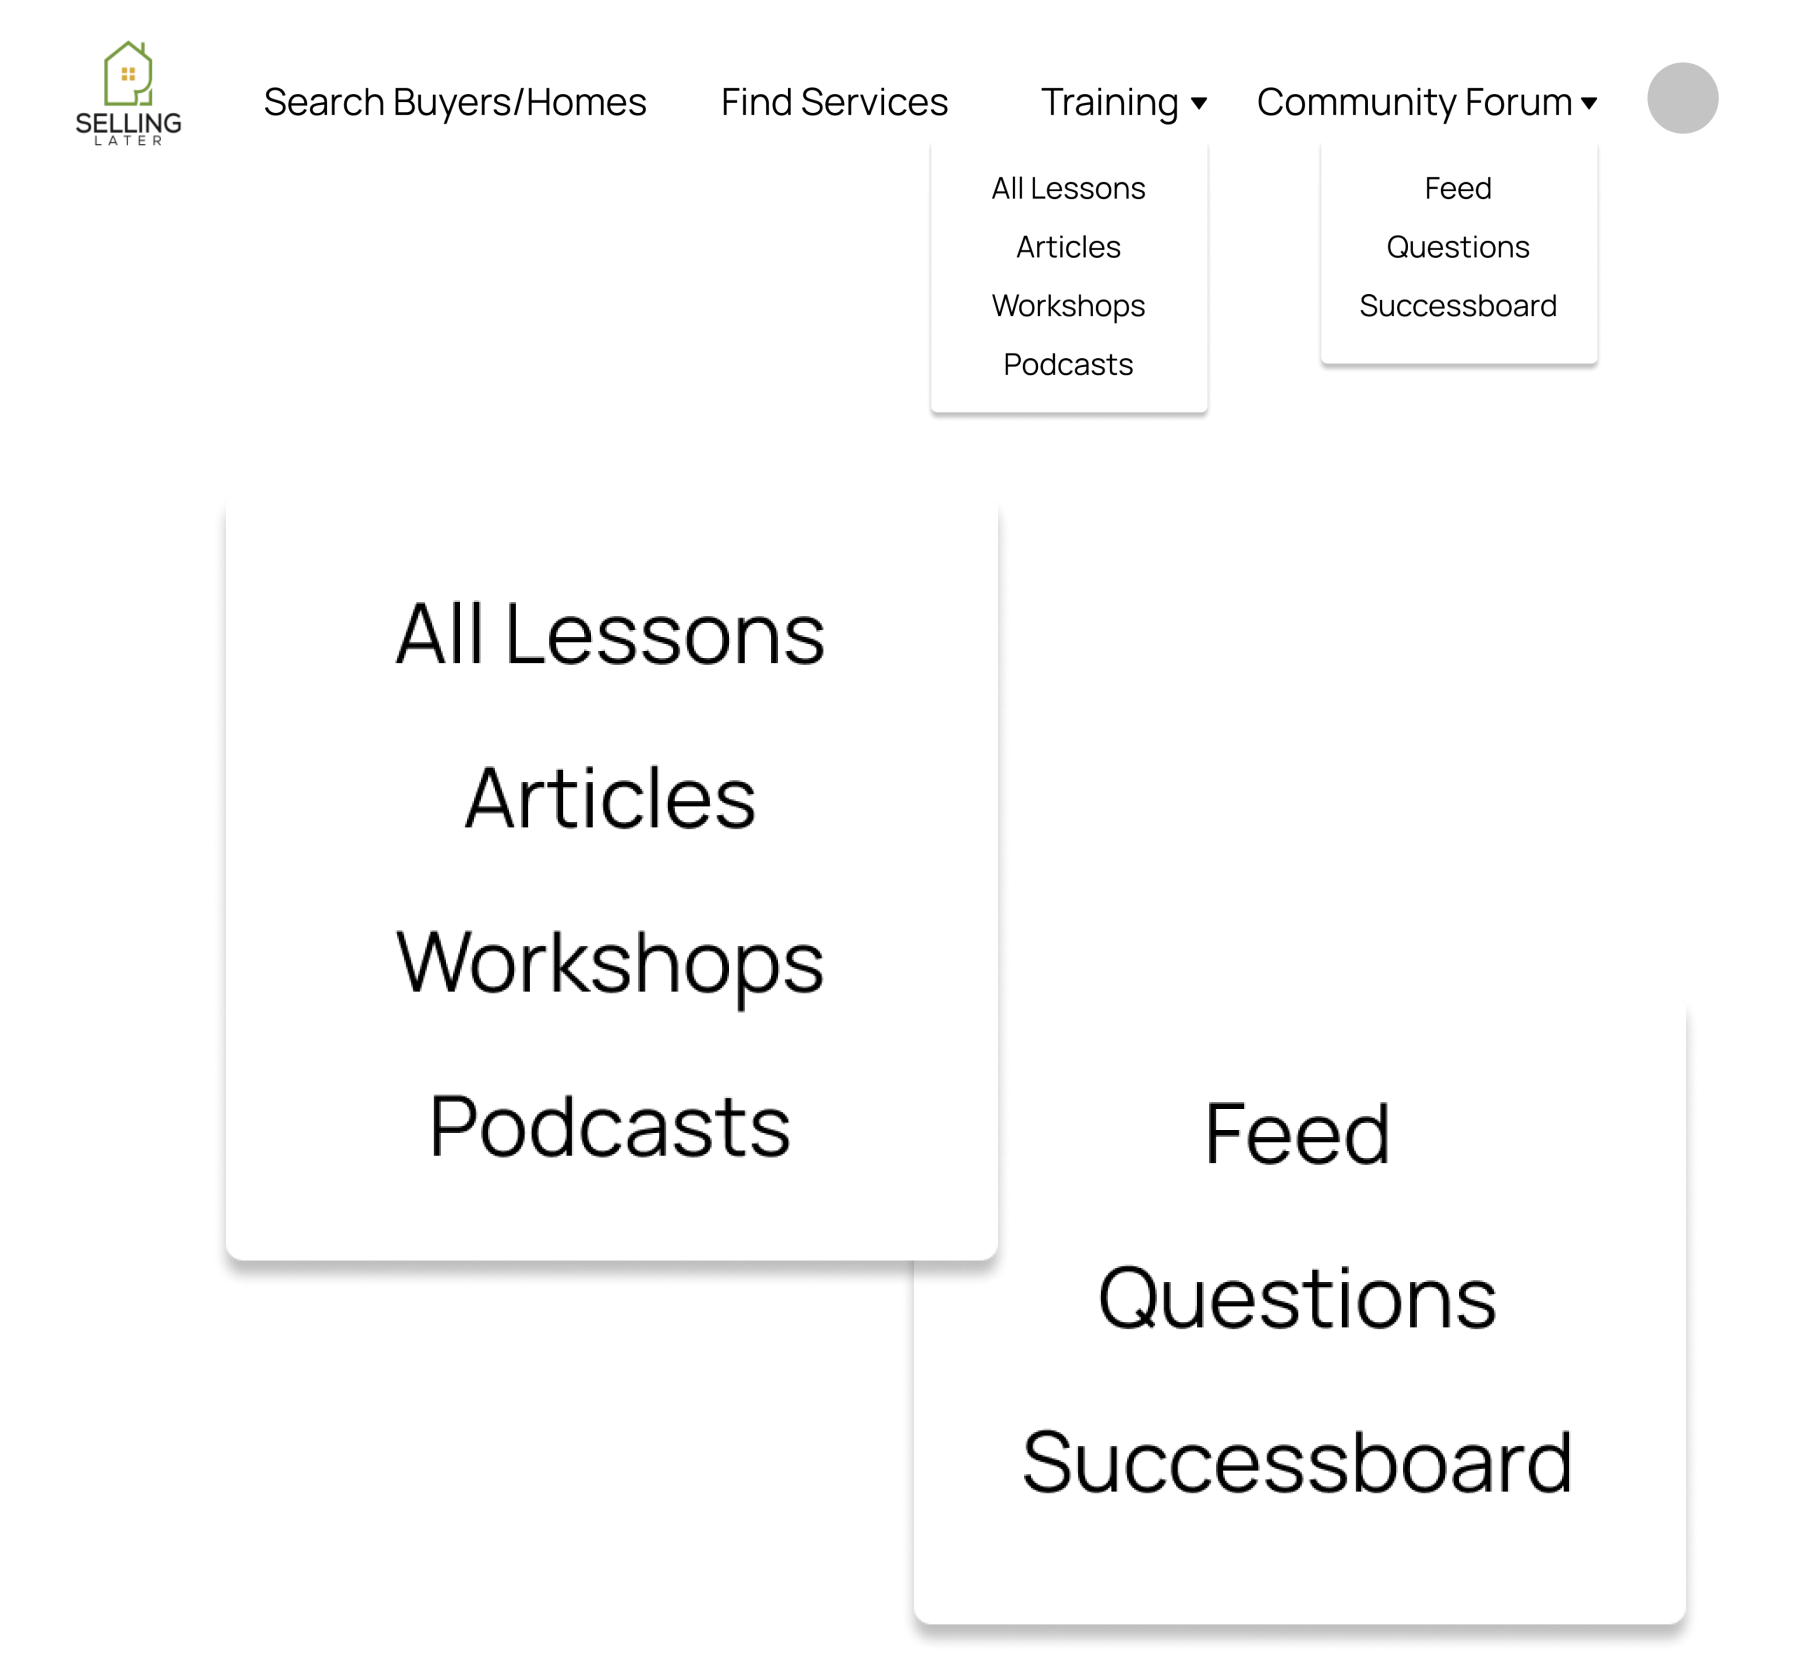 SELLING
LATER
Search Buyers/Homes
Find Services
Training
Community Forum
All Lessons
Articles
Workshops
Podcasts
Feed
Questions
Successboard
All Lessons
Articles
Workshops
Podcasts
Feed
Questions
Successboard